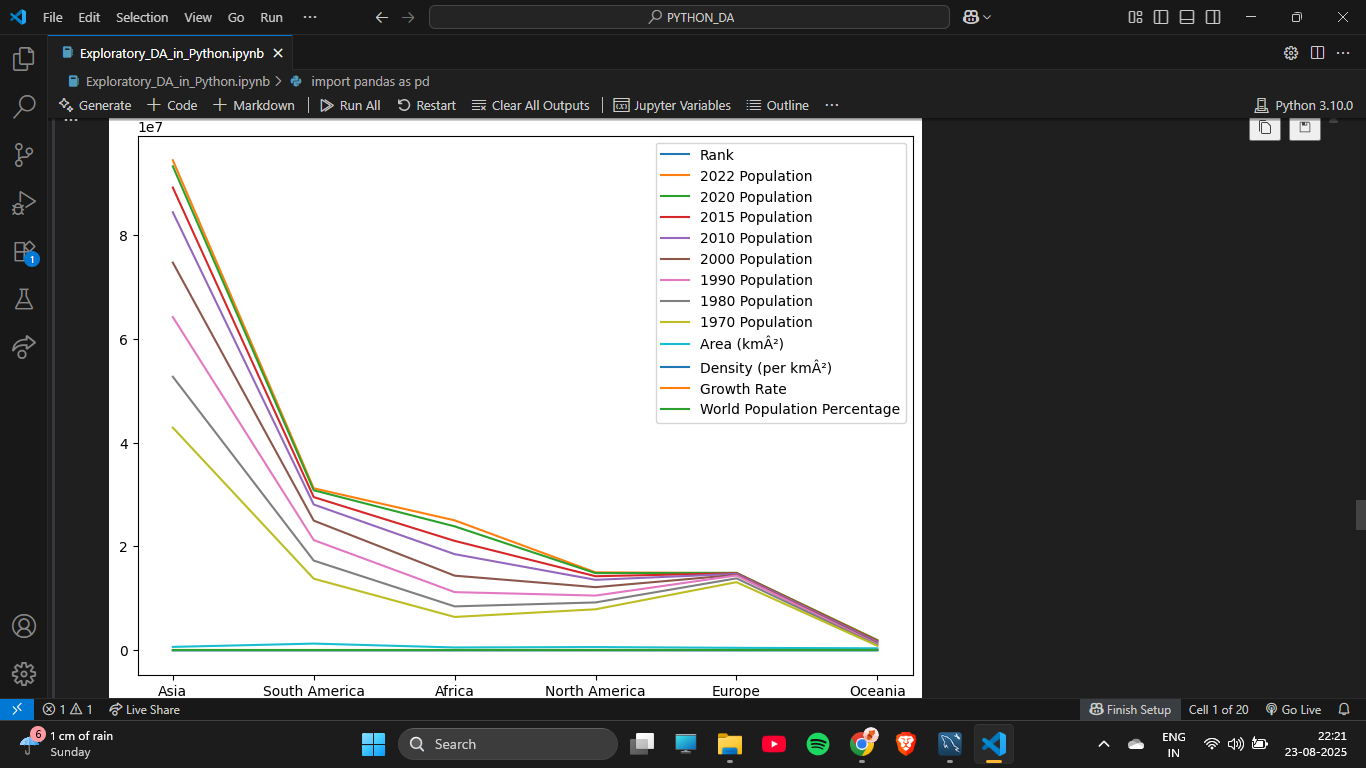 File Edit Selection View Go Run ···
PYTHON_DA
Exploratory_DA_in_Python.ipynb
Exploratory_DA_in_Python.ipynb > import pandas as pd
Generate + Code + Markdown | Run All Restart Clear All Outputs | Jupyter Variables Outline ··· Python 3.10.0
...
1e7
Rank
2022 Population
2020 Population
2015 Population
2010 Population
2000 Population
1990 Population
1980 Population
1970 Population
Area (kmÂ²)
Density (per kmÂ²)
Growth Rate
World Population Percentage
8
6
4
2
0
Asia South America Africa North America Europe Oceania
1
1 1 Live Share Finish Setup Cell 1 of 20 Go Live
6
1 cm of rain
Sunday
Search
ENG
IN
22:21
23-08-2025